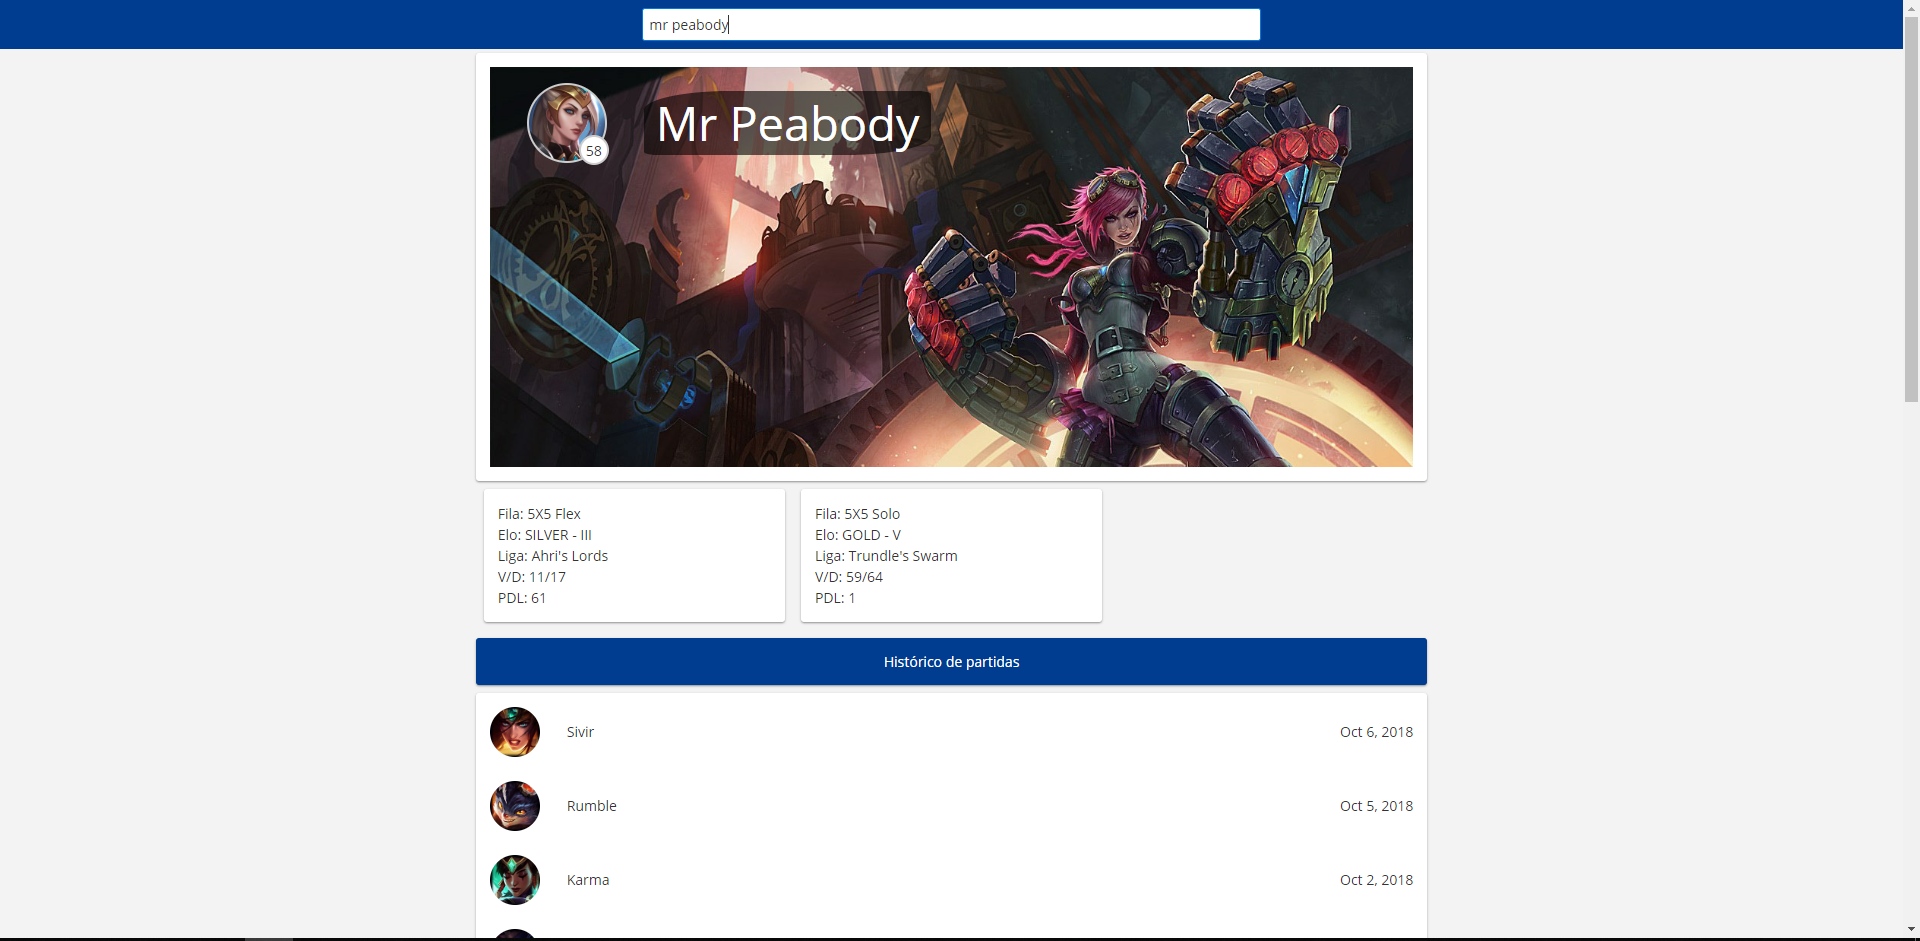 mr peabody
Mr Peabody
58
Fila: 5X5 Flex
Elo: SILVER - III
Liga: Ahri's Lords
V/D: 11/17
PDL: 61
Fila: 5X5 Solo
Elo: GOLD - V
Liga: Trundle's Swarm
V/D: 59/64
PDL: 1
Histórico de partidas
Sivir Oct 6, 2018
Rumble Oct 5, 2018
Karma Oct 2, 2018